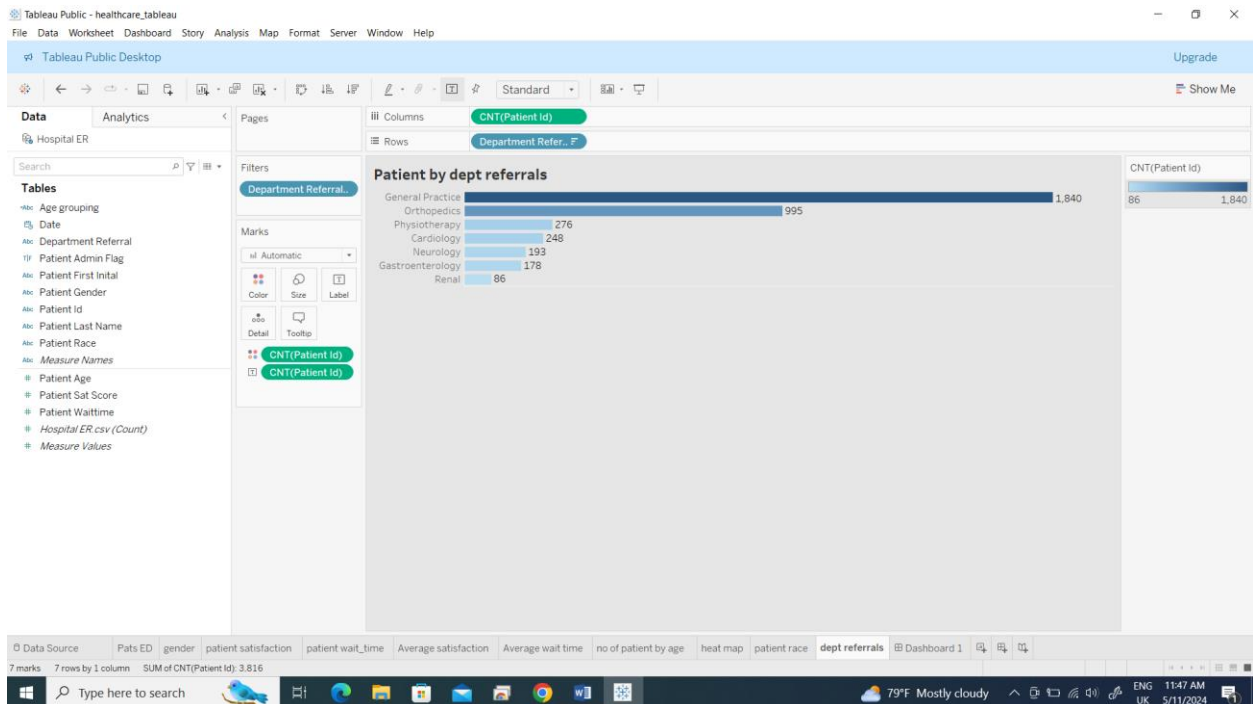 Tableau Public - healthcare_tableau
File Data Worksheet Dashboard Story Analysis Map Format Server Window Help
Tableau Public Desktop
Upgrade
Standard
Show Me
Data Analytics
Hospital ER
Search
Tables
Abc Age grouping
Date
Abc Department Referral
T|F Patient Admin Flag
Abc Patient First Inital
Abc Patient Gender
Abc Patient Id
Abc Patient Last Name
Abc Patient Race
Abc Measure Names
# Patient Age
# Patient Sat Score
# Patient Waittime
# Hospital ER.csv (Count)
# Measure Values
Pages
Filters
Department Referral..
Marks
Automatic
Color Size Label
Detail Tooltip
CNT(Patient Id)
CNT(Patient Id)
Columns CNT(Patient Id)
Rows Department Refer..
Patient by dept referrals
General Practice 1,840
Orthopedics 995
Physiotherapy 276
Cardiology 248
Neurology 193
Gastroenterology 178
Renal 86
CNT(Patient Id)
86 1,840
Data Source Pats ED gender patient satisfaction patient wait_time Average satisfaction Average wait time no of patient by age heat map patient race dept referrals Dashboard 1
7 marks 7 rows by 1 column SUM of CNT(Patient Id): 3,816
Type here to search
79°F Mostly cloudy
ENG 11:47 AM
UK 5/11/2024